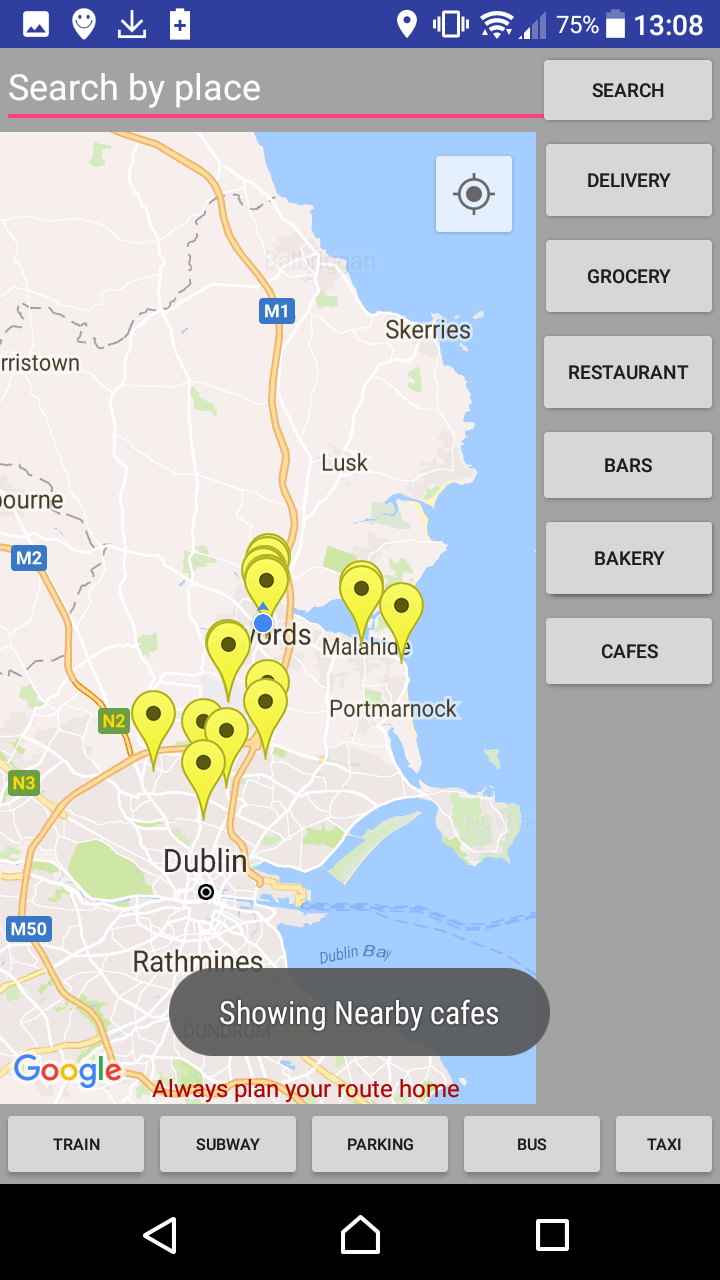 75% 13:08
Search by place
SEARCH
DELIVERY
GROCERY
RESTAURANT
BARS
BAKERY
CAFES
Balbriggan
M1
Skerries
rristown
Lusk
bourne
M2
words
Malahide
Portmarnock
N2
N3
HOWTH
Dublin
M50
Rathmines
Dublin Bay
DUNDRUM
Showing Nearby cafes
Google
Always plan your route home
TRAIN
SUBWAY
PARKING
BUS
TAXI